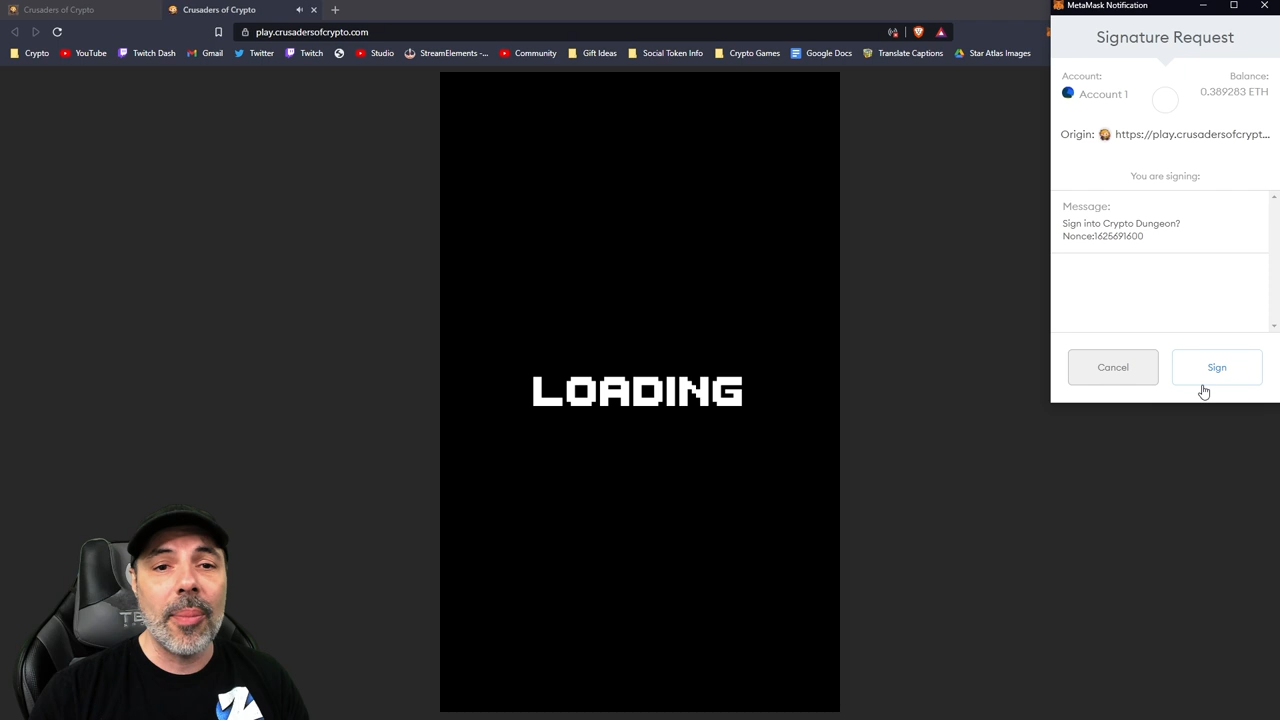 Crusaders of Crypto
Crusaders of Crypto
play.crusadersofcrypto.com
Crypto
YouTube
Twitch Dash
Gmail
Twitter
Twitch
Studio
StreamElements -...
Community
Gift Ideas
Social Token Info
Crypto Games
Google Docs
Translate Captions
Star Atlas Images
LOADING
MetaMask Notification
Signature Request
Account:
Balance:
Account 1
0.389283 ETH
Origin: https://play.crusadersofcrypt...
You are signing:
Message:
Sign into Crypto Dungeon?
Nonce:1625691600
Cancel
Sign